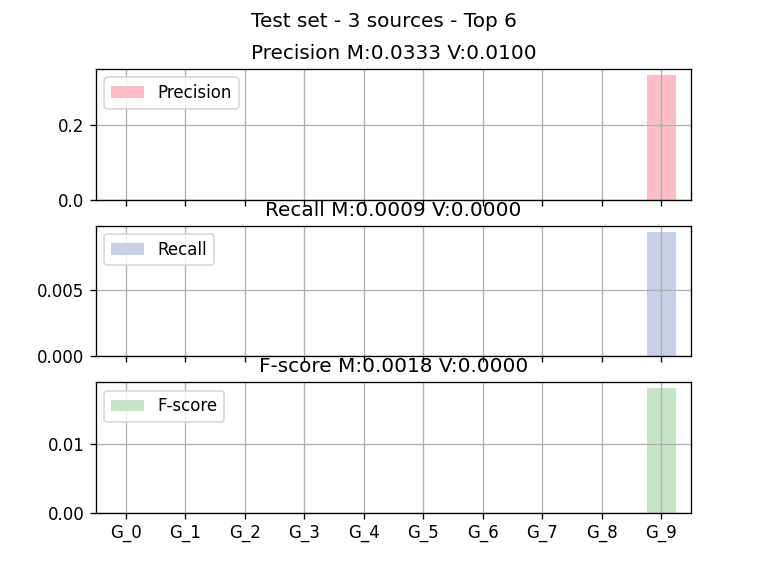 Test set - 3 sources - Top 6
Precision M:0.0333 V:0.0100
Precision
0.2
0.0
Recall M:0.0009 V:0.0000
Recall
0.005
0.000
F-score M:0.0018 V:0.0000
F-score
0.01
0.00
G_0 G_1 G_2 G_3 G_4 G_5 G_6 G_7 G_8 G_9